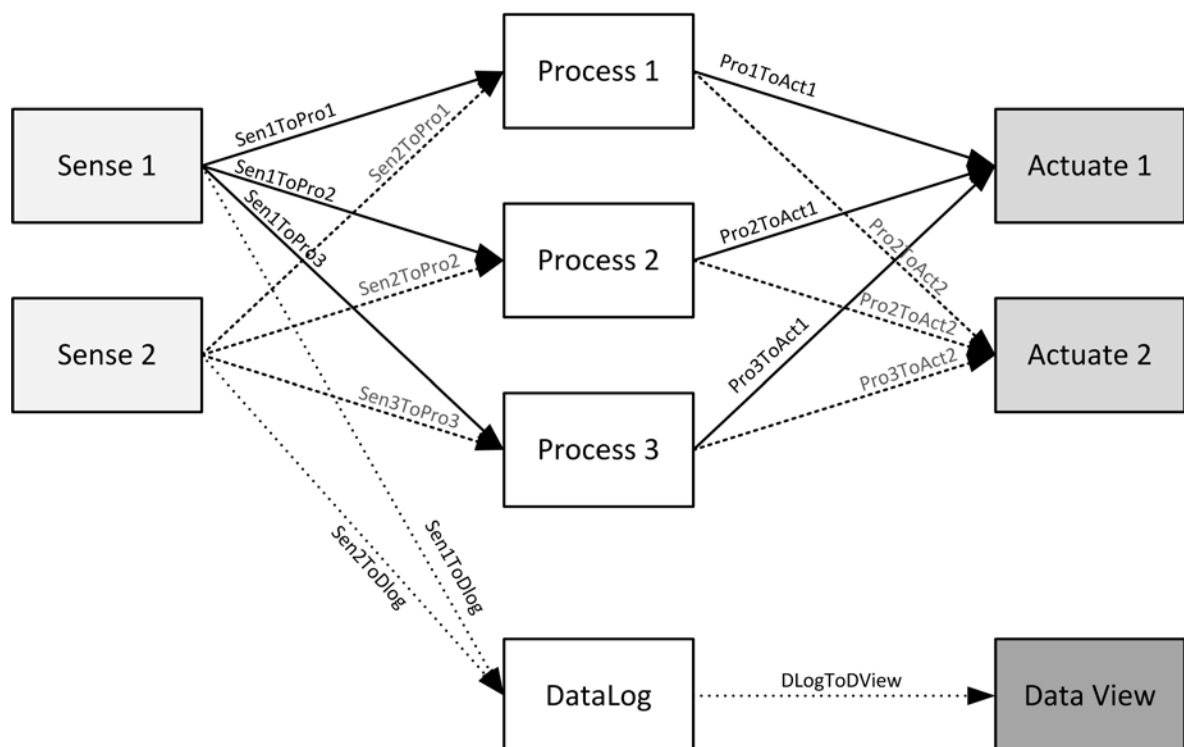 Process 1
Pro1ToAct1
Sen1ToPro1
Sen2ToPro1
Sense 1
Actuate 1
Sen1ToPro2
Sen1ToPro3
Pro2ToAct1
Pro2ToAct2
Process 2
Sen2ToPro2
Pro2ToAct2
Sense 2
Actuate 2
Pro3ToAct1
Pro3ToAct2
Sen3ToPro3
Process 3
Sen2ToDlog
Sen1ToDlog
DLogToDView
DataLog
Data View